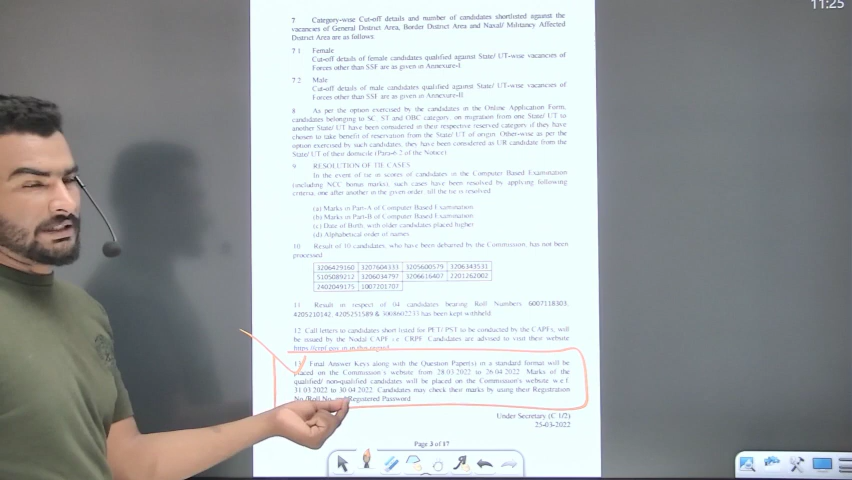 11:25
7 Category-wise Cut-off details and number of candidates shortlisted against the
vacancies of General District Area, Border District Area and Naxal/ Militancy Affected
District Area are as follows
7.1 Female
Cut-off details of female candidates qualified against State/ UT-wise vacancies of
Forces other than SSF are as given in Annexure-I.
7.2 Male
Cut-off details of male candidates qualified against State/ UT-wise vacancies of
Forces other than SSF are as given in Annexure-II.
8 As per the option exercised by the candidates in the Online Application Form,
candidates belonging to SC, ST and OBC category, on migration from one State/ UT to
another State/ UT have been considered in their respective reserved category if they have
chosen to take benefit of reservation from the State/ UT of origin. Other-wise as per the
option exercised by such candidates, they have been considered as UR candidate from the
State/ UT of their domicile (Para-6.2 of the Notice).
9 RESOLUTION OF TIE CASES
In the event of tie in scores of candidates in the Computer Based Examination
(including NCC bonus marks), such cases have been resolved by applying following
criteria, one after another in the given order, till the tie is resolved
(a) Marks in Part-A of Computer Based Examination
(b) Marks in Part-B of Computer Based Examination
(c) Date of Birth, with older candidates placed higher
(d) Alphabetical order of names
10 Result of 10 candidates, who have been debarred by the Commission, has not been
processed
3206429160 3207604333 3205600579 3206343531
5105089212 3206034797 3206616407 2201262002
2402049175 1007201707
11 Result in respect of 04 candidates bearing Roll Numbers 6007118303,
4205210142, 4205251589 & has been kept withheld
12 Call letters to candidates short listed for PET/ PST to be conducted by the CAPFs, will
be issued by the Nodal CAPF i.e. CRPF. Candidates are advised to visit their website
13 Final Answer Keys along with the Question Paper(s) in a standard format will be
placed on the Commission's website from 28.03.2022 to 26.04.2022. Marks of the
qualified/ non-qualified candidates will be placed on the Commission's website w.e.f.
31.03.2022 to 30.04.2022. Candidates may check their marks by using their Registration
No./Roll No. and Registered Password
Under Secretary (C 1/2)
25-03-2022
Page 3 of 17